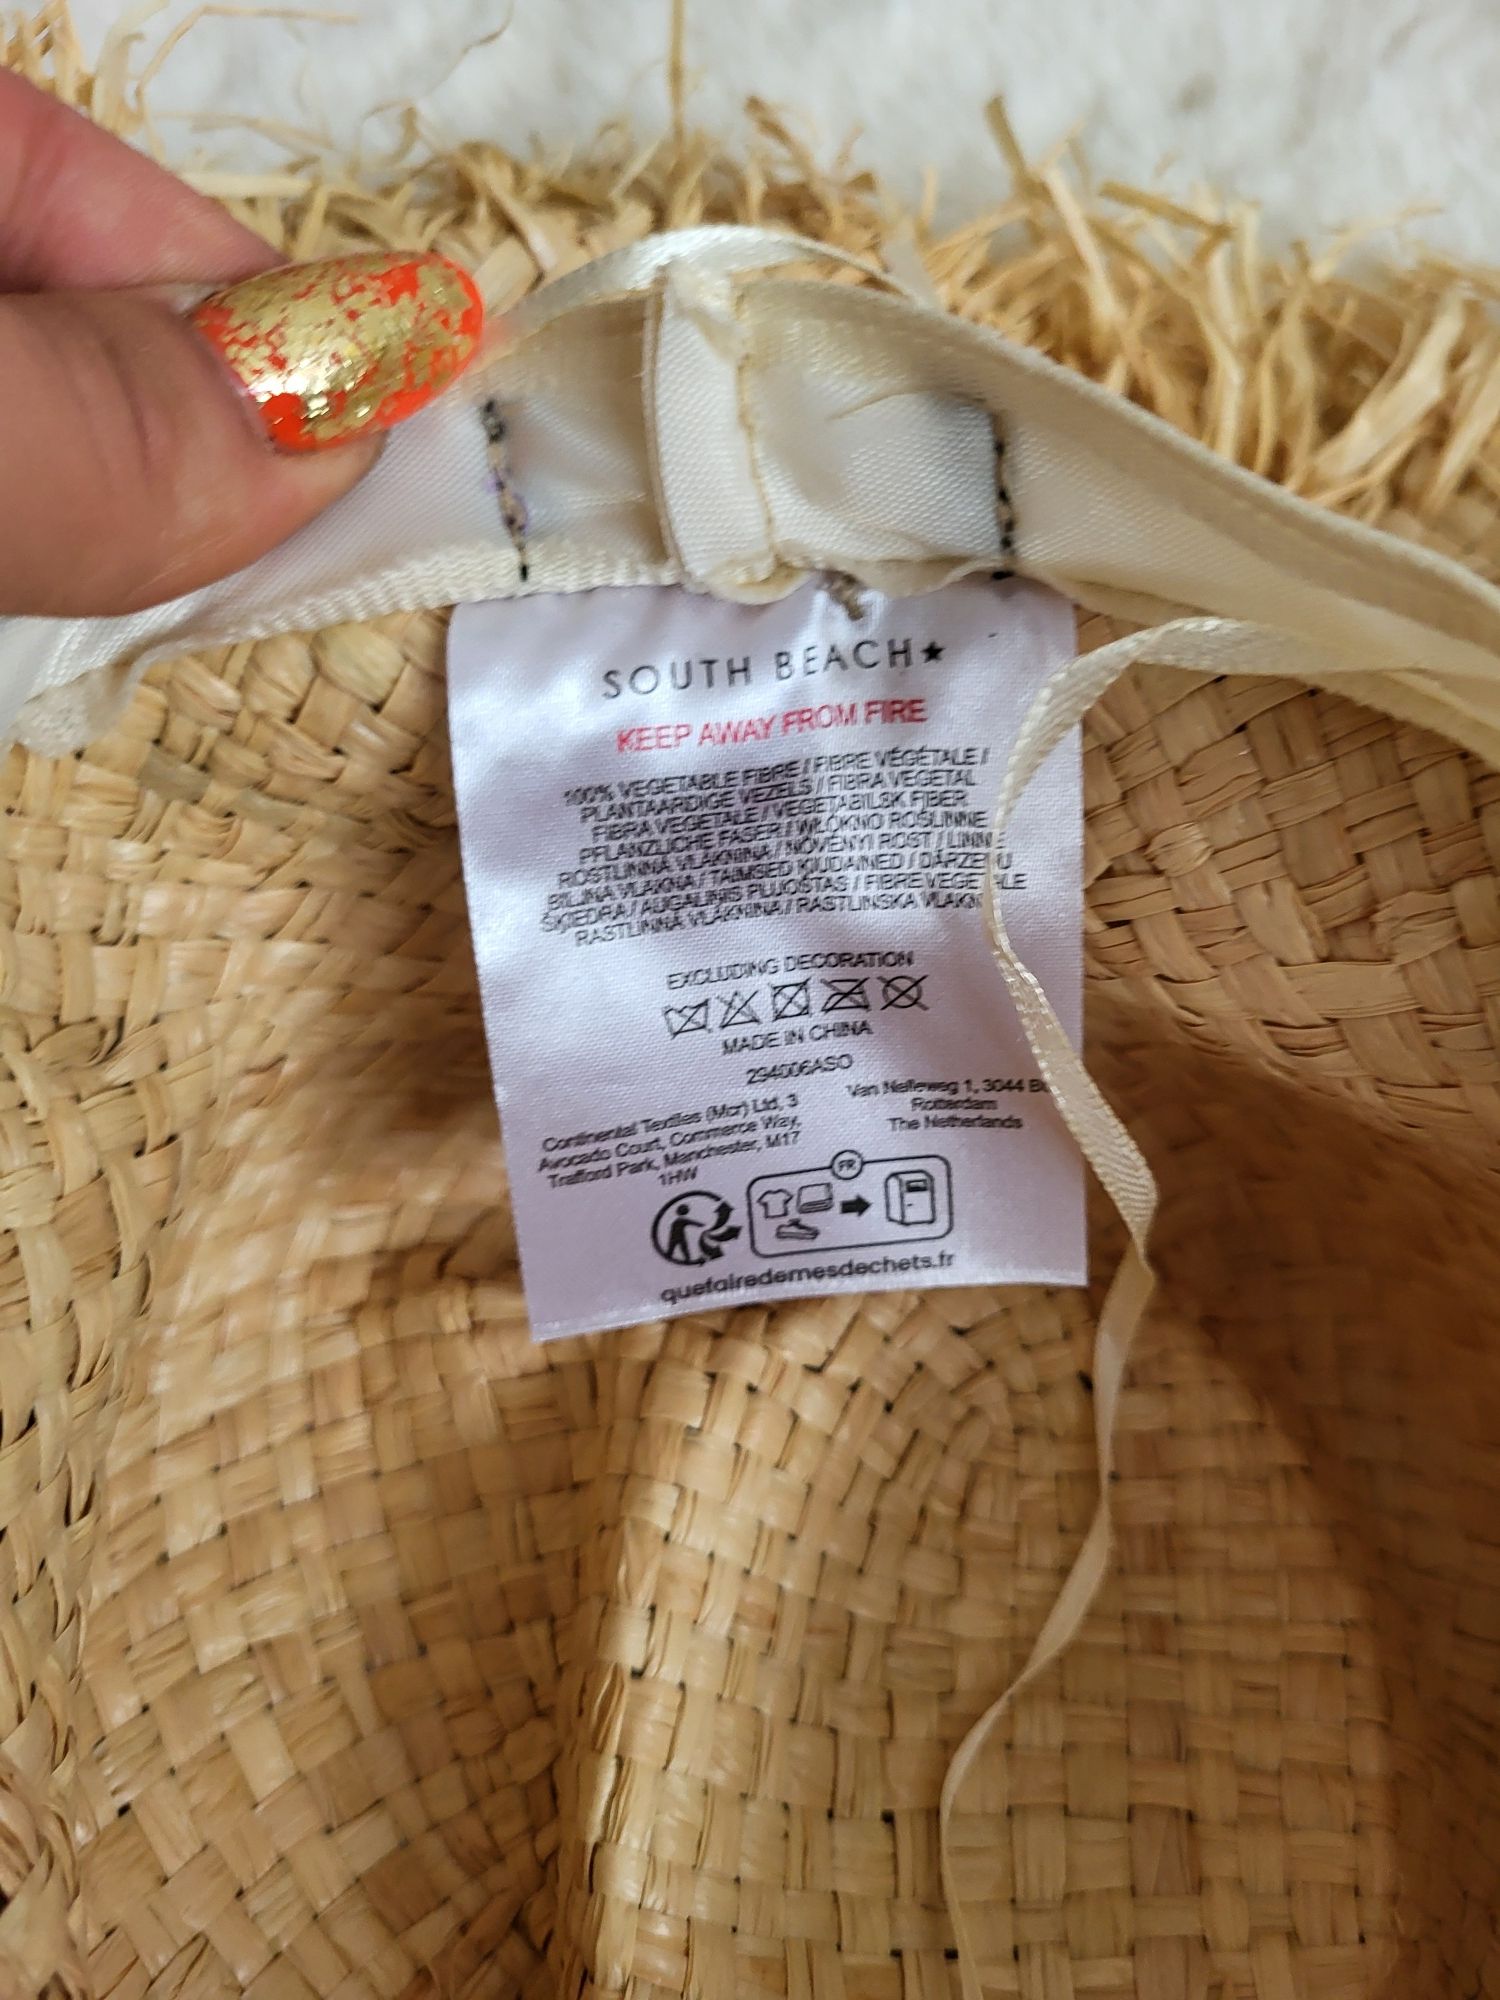 SOUTH BEACH★
KEEP AWAY FROM FIRE
100% VEGETABLE FIBRE / FIBRE VÉGÉTALE /
PLANTAARDIGE VEZELS / FIBRA VEGETAL
FIBRA VEGETALE / VEGETABILSK FIBER
PFLANZLICHE FASER / WŁÓKNO ROŚLINNE
ROSTLINNÁ VLÁKNINA / NÖVÉNYI ROST / LINNE
BILJNA VLAKNA / TAIMSED KIUDAINED / DĀRZEŅU
ŠĶIEDRA / AUGALINIS PLUOŠTAS / FIBRE VEGETALE
RASTLINNÁ VLÁKNINA / RASTLINSKA
EXCLUDING DECORATION
MADE IN CHINA
294006ASO
Continental Textiles (Mcr) Ltd, 3
Avocado Court, Commerce Way,
Trafford Park, Manchester, M17
1HW
Van Nelleweg 1, 3044
Rotterdam
The Netherlands
FR
quefairedemesdechets.fr